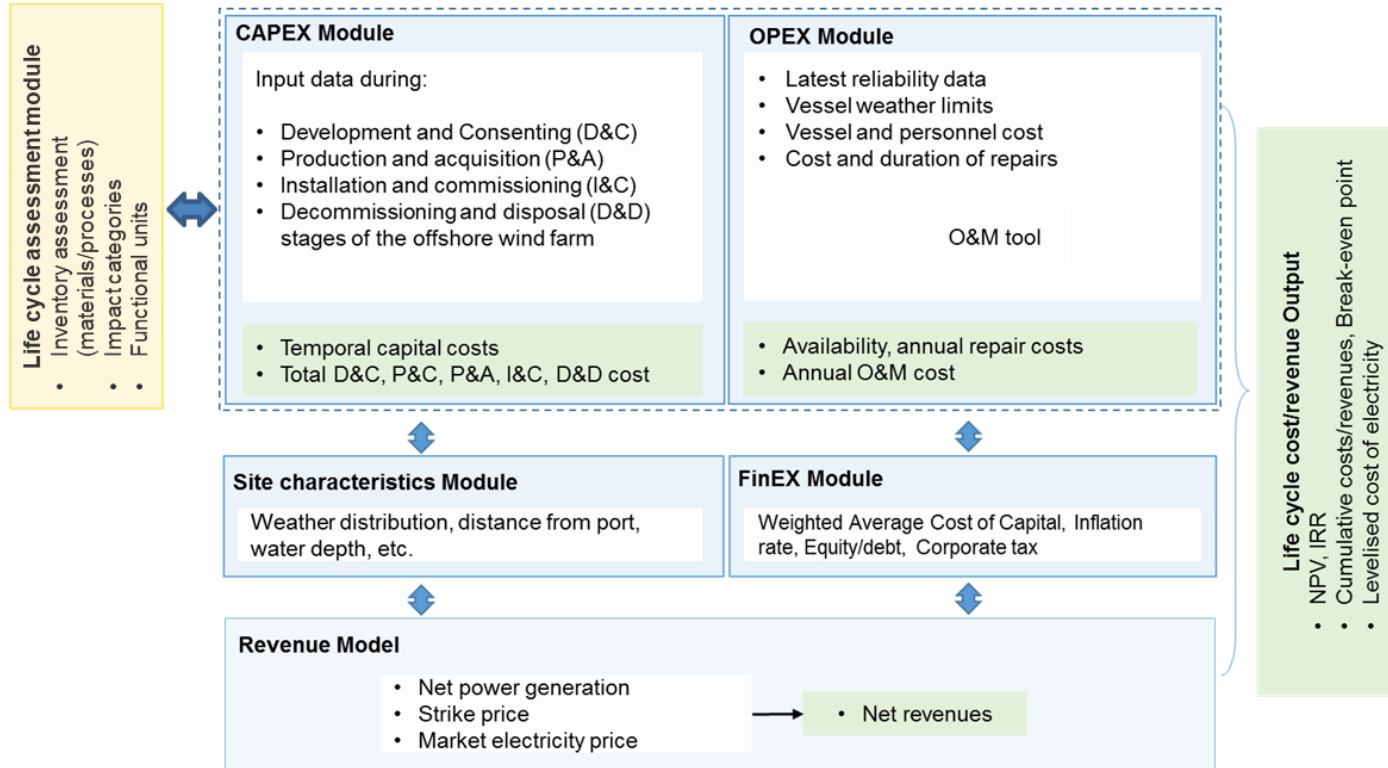 Life cycle assessment module
• Inventory assessment
(materials/processes)
• Impact categories
• Functional units
CAPEX Module
Input data during:
• Development and Consenting (D&C)
• Production and acquisition (P&A)
• Installation and commissioning (I&C)
• Decommissioning and disposal (D&D)
stages of the offshore wind farm
• Temporal capital costs
• Total D&C, P&C, P&A, I&C, D&D cost
OPEX Module
• Latest reliability data
• Vessel weather limits
• Vessel and personnel cost
• Cost and duration of repairs
O&M tool
• Availability, annual repair costs
• Annual O&M cost
Site characteristics Module
Weather distribution, distance from port,
water depth, etc.
FinEX Module
Weighted Average Cost of Capital, Inflation
rate, Equity/debt, Corporate tax
Revenue Model
• Net power generation
• Strike price
• Market electricity price
• Net revenues
Life cycle cost/revenue Output
• NPV, IRR
• Cumulative costs/revenues, Break-even point
• Levelised cost of electricity